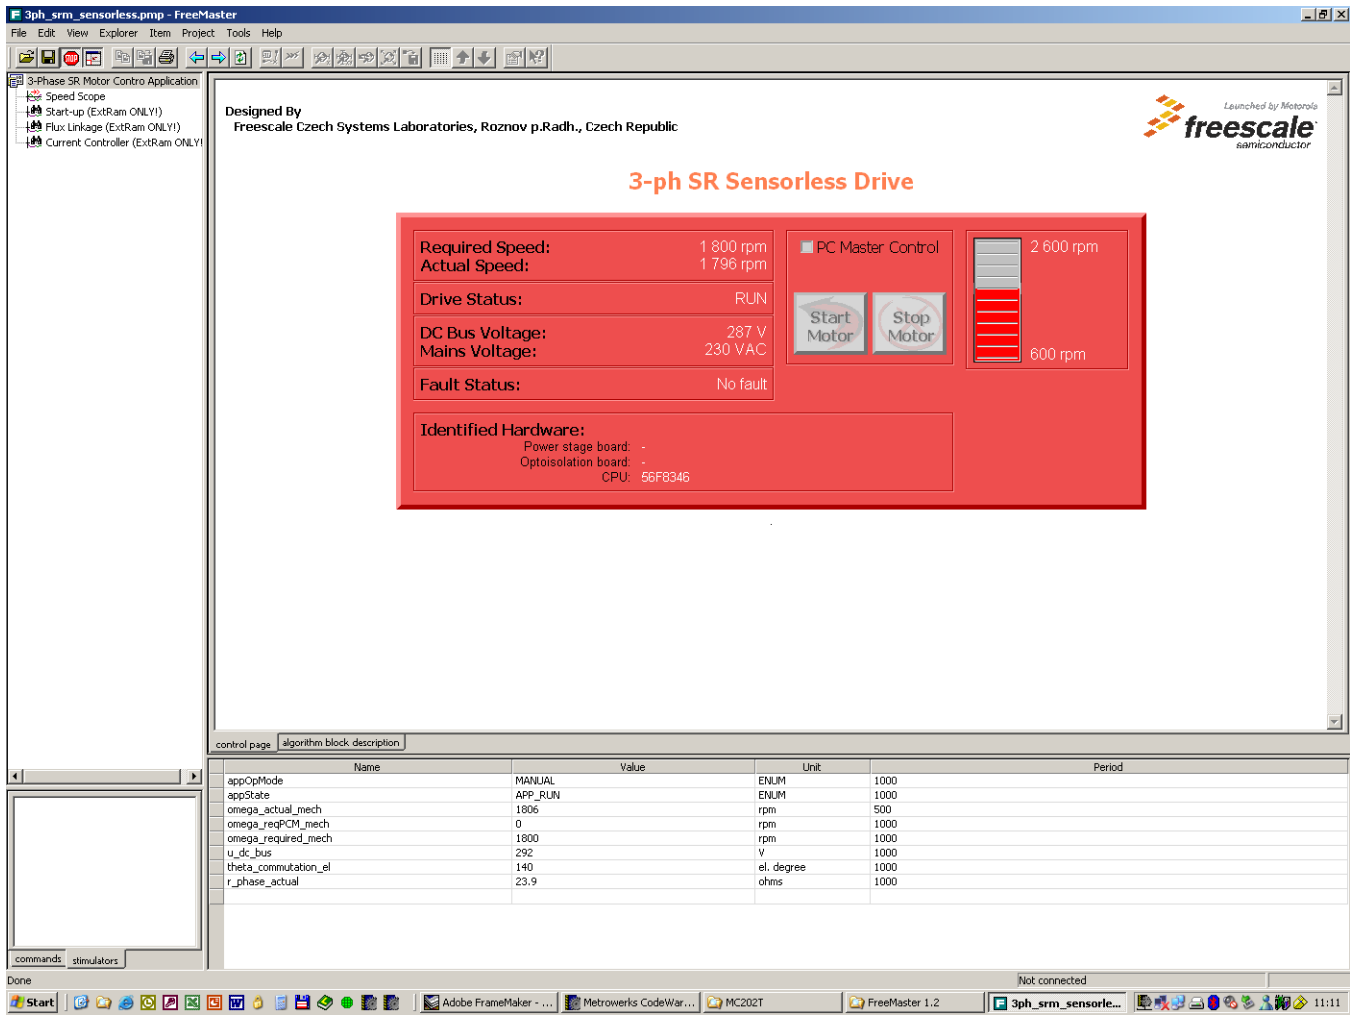 3ph_srm_sensorless.pmp - FreeMaster
File Edit View Explorer Item Project Tools Help
3-Phase SR Motor Contro Application
Speed Scope
Start-up (ExtRam ONLY!)
Flux Linkage (ExtRam ONLY!)
Current Controller (ExtRam ONLY!
Designed By
Freescale Czech Systems Laboratories, Roznov p.Radh., Czech Republic
Launched by Motorola
freescale
semiconductor
3-ph SR Sensorless Drive
Required Speed: 1 800 rpm
Actual Speed: 1 796 rpm
Drive Status: RUN
DC Bus Voltage: 287 V
Mains Voltage: 230 VAC
Fault Status: No fault
PC Master Control
Start Motor
Stop Motor
2 600 rpm
600 rpm
Identified Hardware:
Power stage board: -
Optoisolation board: -
CPU: 56F8346
control page algorithm block description
Name Value Unit Period
appOpMode MANUAL ENUM 1000
appState APP_RUN ENUM 1000
omega_actual_mech 1806 rpm 500
omega_reqPCM_mech 0 rpm 1000
omega_required_mech 1800 rpm 1000
u_dc_bus 292 V 1000
theta_commutation_el 140 el. degree 1000
r_phase_actual 23.9 ohms 1000
commands stimulators
Done
Not connected
Start
Adobe FrameMaker - ...
Metrowerks CodeWar...
MC202T
FreeMaster 1.2
3ph_srm_sensorle...
11:11